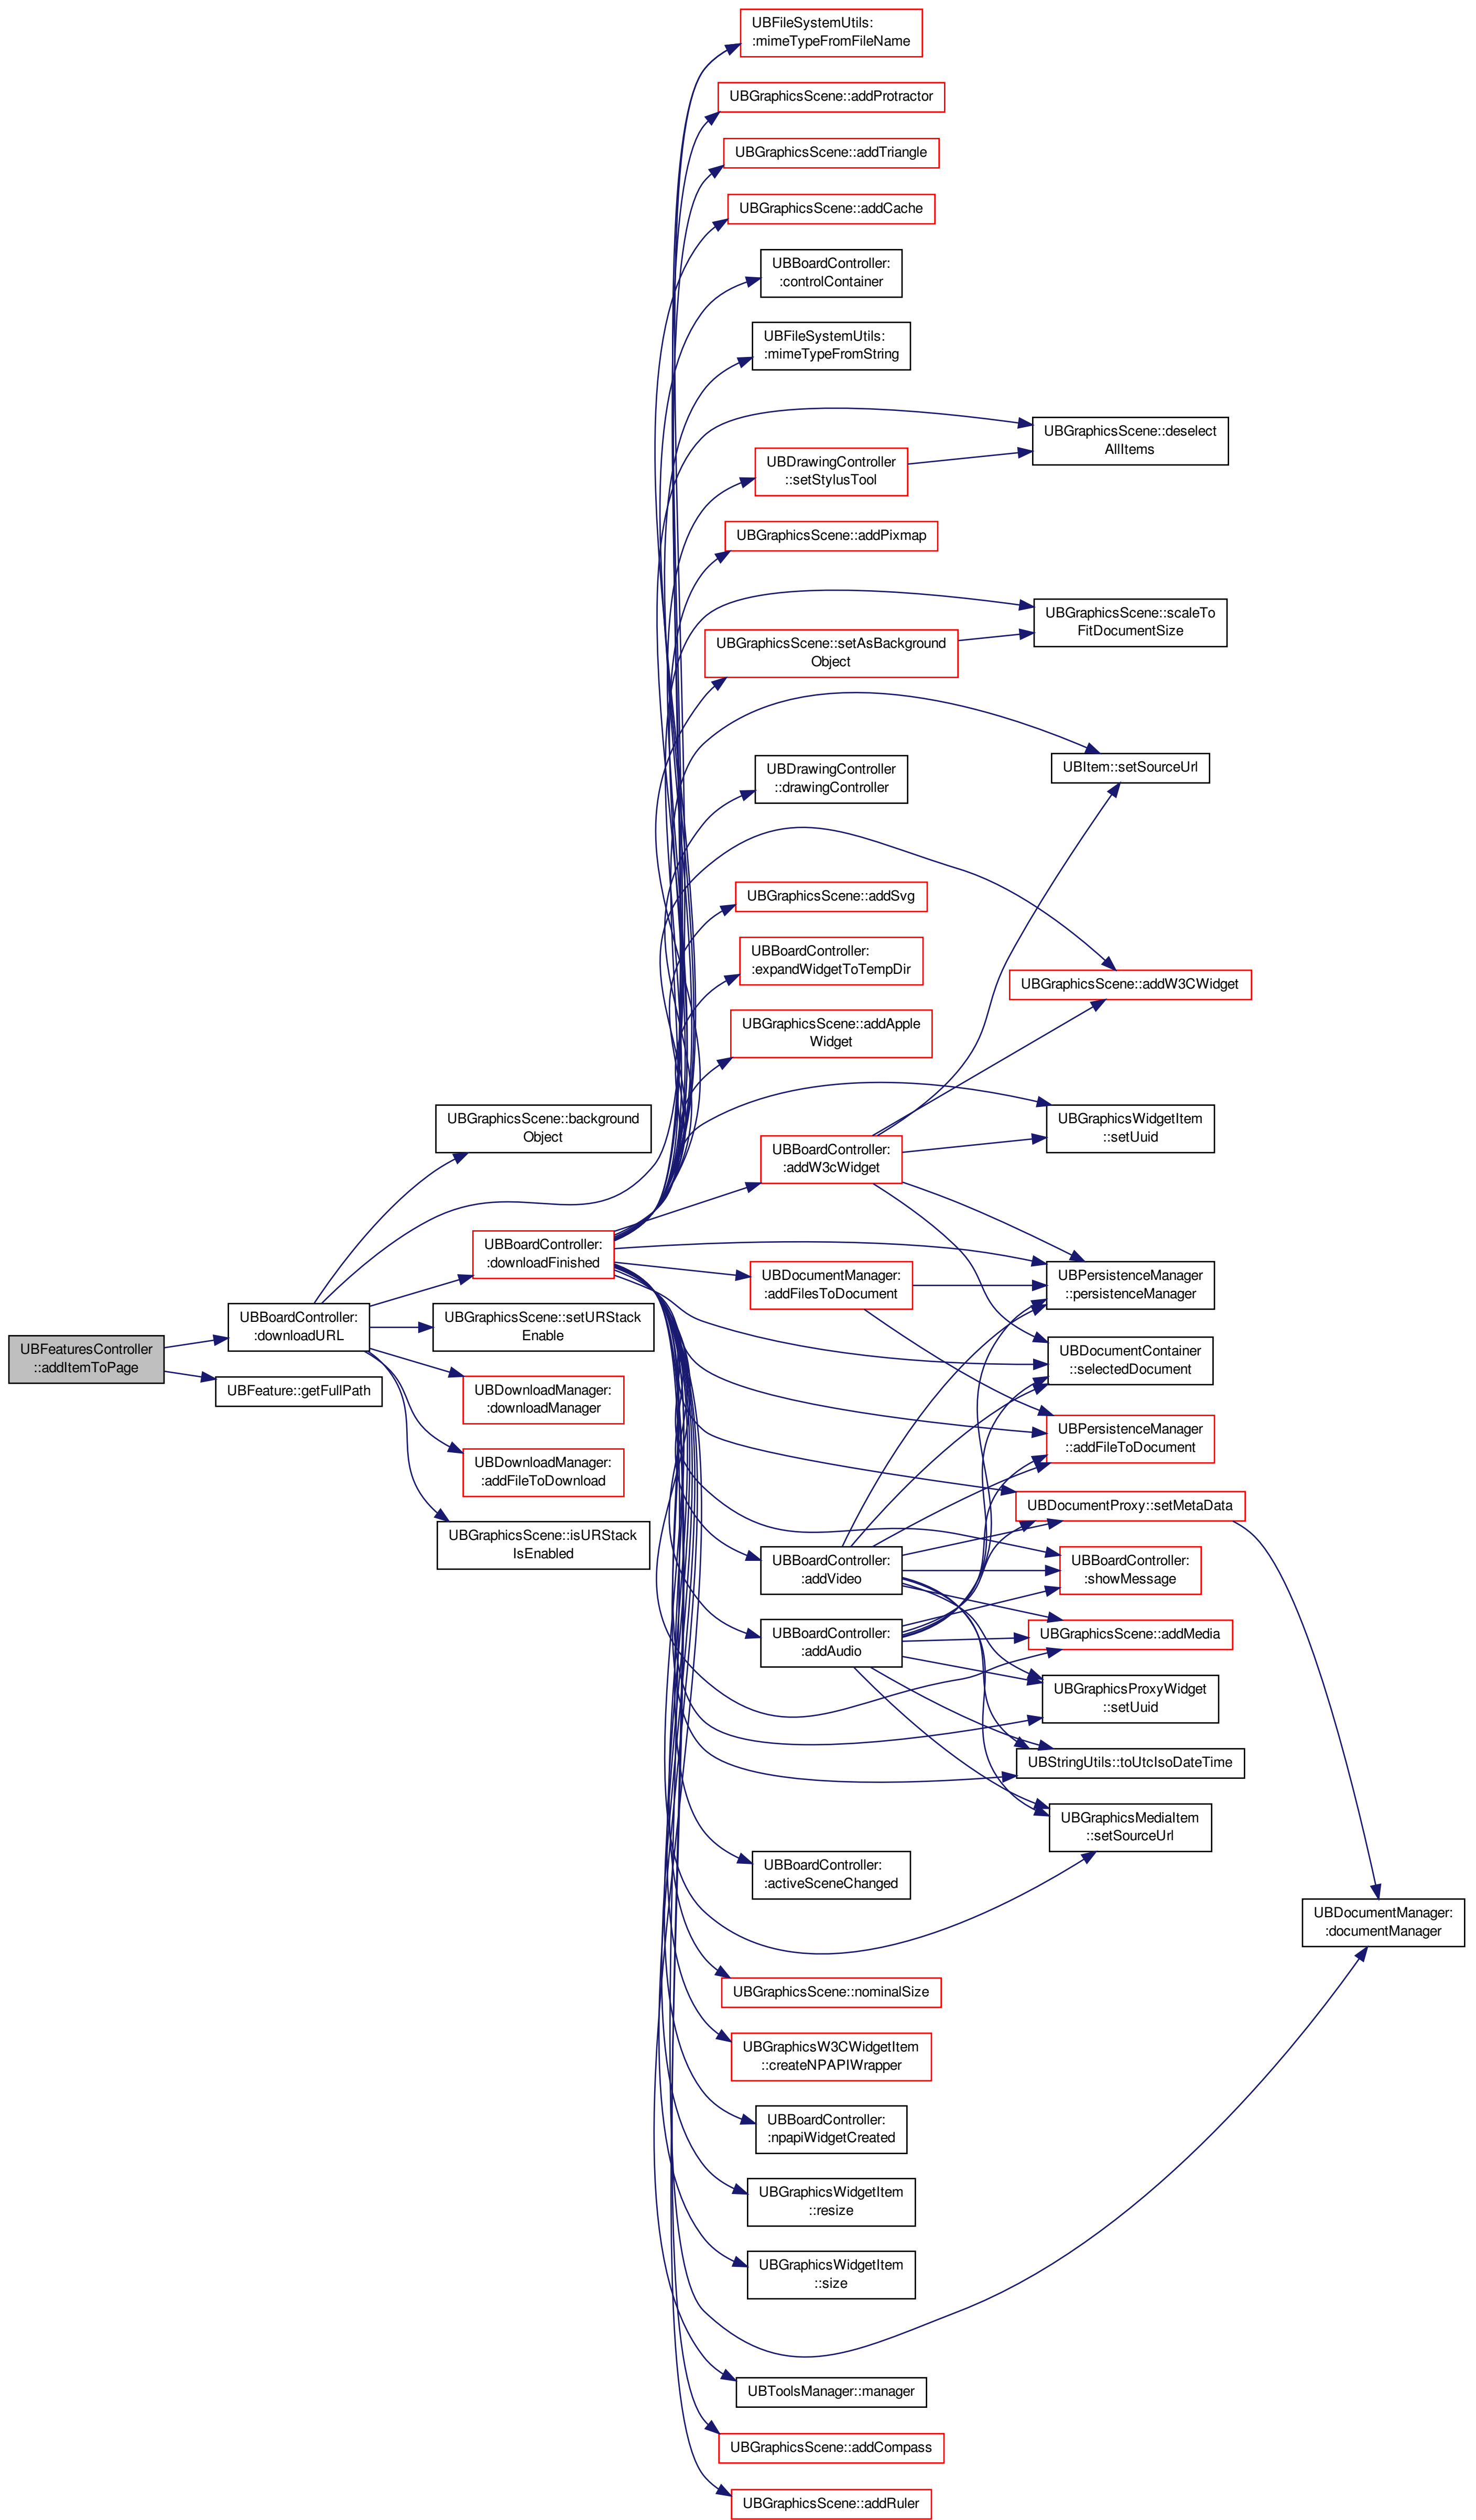 UBFileSystemUtils:
:mimeTypeFromFileName
UBGraphicsScene::addProtractor
UBGraphicsScene::addTriangle
UBGraphicsScene::addCache
UBBoardController:
:controlContainer
UBFileSystemUtils:
:mimeTypeFromString
UBGraphicsScene::deselect
AllItems
UBDrawingController
::setStylusTool
UBGraphicsScene::addPixmap
UBGraphicsScene::scaleTo
FitDocumentSize
UBGraphicsScene::setAsBackground
Object
UBItem::setSourceUrl
UBDrawingController
::drawingController
UBGraphicsScene::addSvg
UBBoardController:
:expandWidgetToTempDir
UBGraphicsScene::addW3CWidget
UBGraphicsScene::addApple
Widget
UBGraphicsScene::background
Object
UBGraphicsWidgetItem
::setUuid
UBBoardController:
:addW3cWidget
UBBoardController:
:downloadFinished
UBDocumentManager:
:addFilesToDocument
UBPersistenceManager
::persistenceManager
UBFeaturesController
::addItemToPage
UBBoardController:
:downloadURL
UBGraphicsScene::setURStack
Enable
UBDocumentContainer
::selectedDocument
UBFeature::getFullPath
UBDownloadManager:
:downloadManager
UBPersistenceManager
::addFileToDocument
UBDownloadManager:
:addFileToDownload
UBDocumentProxy::setMetaData
UBGraphicsScene::isURStack
IsEnabled
UBBoardController:
:addVideo
UBBoardController:
:showMessage
UBBoardController:
:addAudio
UBGraphicsScene::addMedia
UBGraphicsProxyWidget
::setUuid
UBStringUtils::toUtcIsoDateTime
UBGraphicsMediaItem
::setSourceUrl
UBBoardController:
:activeSceneChanged
UBDocumentManager:
:documentManager
UBGraphicsScene::nominalSize
UBGraphicsW3CWidgetItem
::createNPAPIWrapper
UBBoardController:
:npapiWidgetCreated
UBGraphicsWidgetItem
::resize
UBGraphicsWidgetItem
::size
UBToolsManager::manager
UBGraphicsScene::addCompass
UBGraphicsScene::addRuler